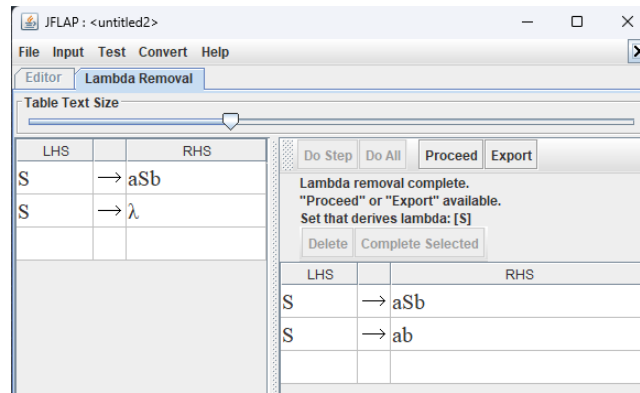 JFLAP : <untitled2>
File Input Test Convert Help
Editor Lambda Removal
Table Text Size
LHS RHS
S → aSb
S → λ
Do Step Do All Proceed Export
Lambda removal complete.
"Proceed" or "Export" available.
Set that derives lambda: [S]
Delete Complete Selected
LHS RHS
S → aSb
S → ab